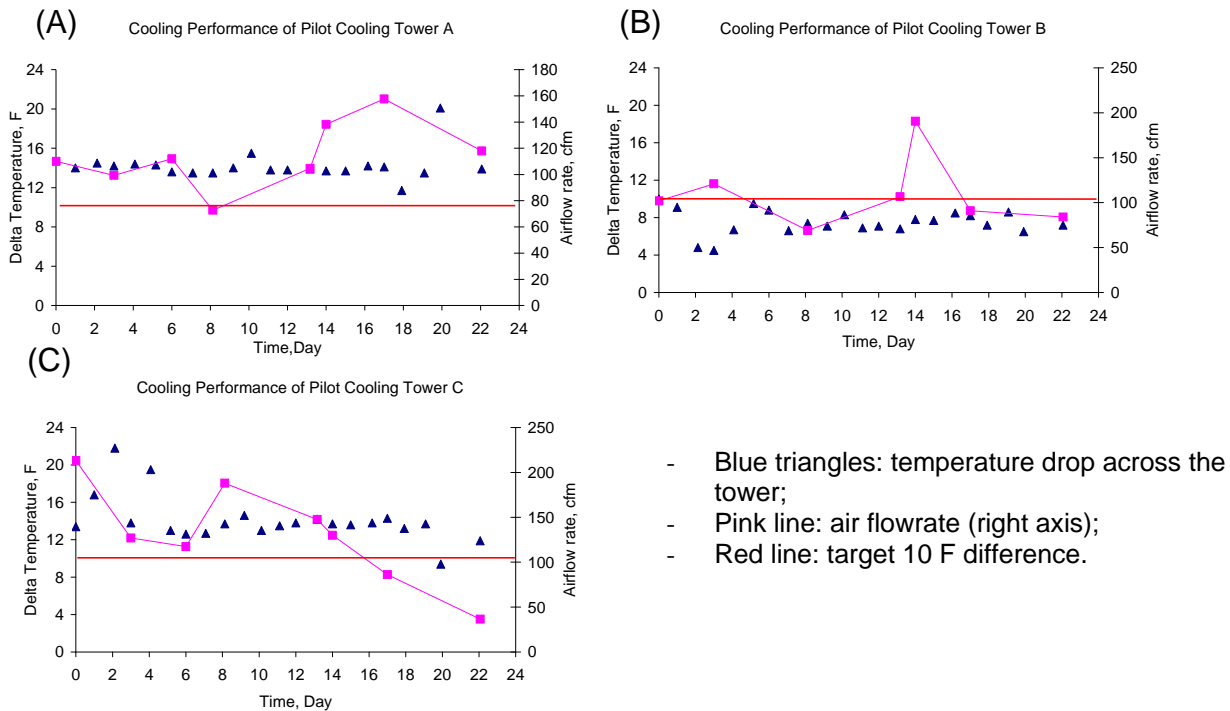 (A)
Cooling Performance of Pilot Cooling Tower A
24
20
16
12
8
4
0
Delta Temperature, F
180
160
140
120
100
80
60
40
20
0
Airflow rate, cfm
0 2 4 6 8 10 12 14 16 18 20 22 24
Time,Day
(B)
Cooling Performance of Pilot Cooling Tower B
24
20
16
12
8
4
0
Delta Temperature, F
250
200
150
100
50
0
Airflow rate, cfm
0 2 4 6 8 10 12 14 16 18 20 22 24
Time, Day
(C)
Cooling Performance of Pilot Cooling Tower C
24
20
16
12
8
4
0
Delta Temperature, F
250
200
150
100
50
0
Airflow rate, cfm
0 2 4 6 8 10 12 14 16 18 20 22 24
Time, Day
- Blue triangles: temperature drop across the
tower;
- Pink line: air flowrate (right axis);
- Red line: target 10 F difference.